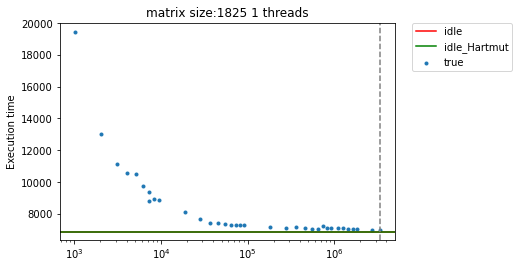 matrix size:1825 1 threads
20000
18000
16000
14000
12000
10000
8000
Execution time
10³
10⁴
10⁵
10⁶
idle
idle_Hartmut
true